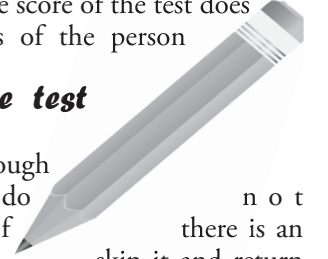 e score of the test does
s of the person
e test
ough
do n o t
f there is an
skip it and return